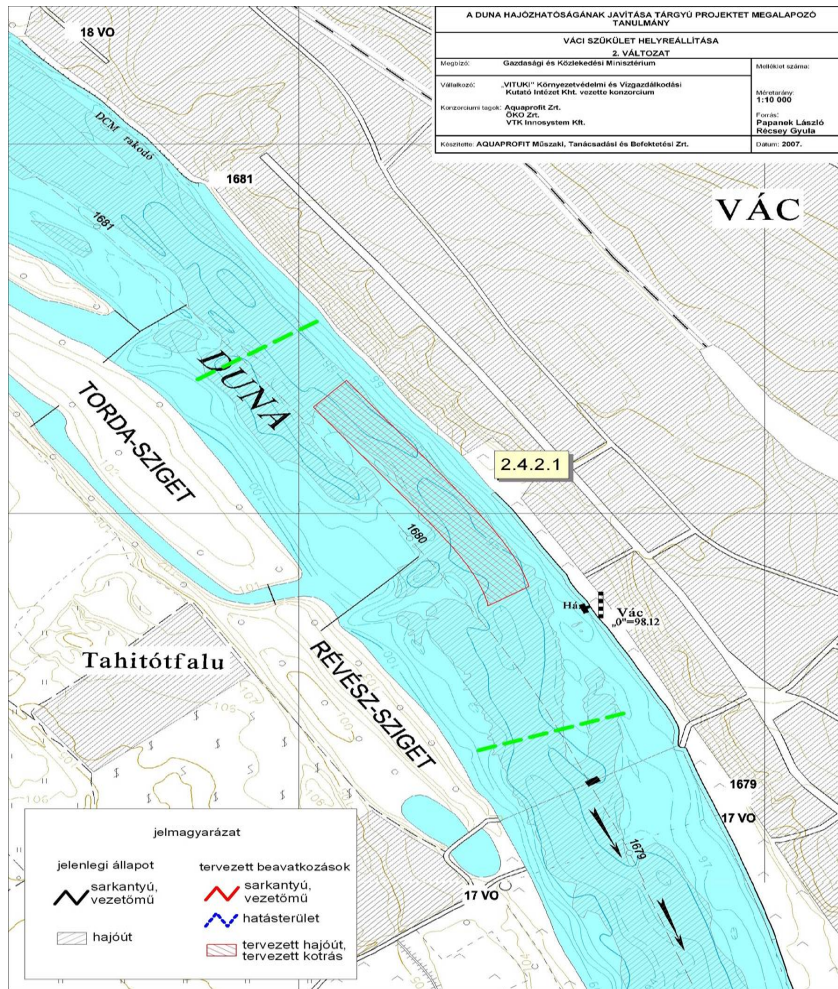 A DUNA HAJÓZHATÓSÁGÁNAK JAVÍTÁSA TÁRGYÚ PROJEKTET MEGALAPOZÓ
TANULMÁNY
VÁCI SZŰKÜLET HELYREÁLLÍTÁSA
2. VÁLTOZAT
Megbízó: Gazdasági és Közlekedési Minisztérium
Melléklet száma:
Vállalkozó: „VITUKI" Környezetvédelmi és Vízgazdálkodási
Kutató Intézet Kht. vezette konzorcium
Konzorciumi tagok: Aquaprofit Zrt.
ÖKO Zrt.
VTK Innosystem Kft.
Méretarány:
1:10 000
Forrás:
Papanek László
Récsey Gyula
Készítette: AQUAPROFIT Műszaki, Tanácsadási és Befektetési Zrt.
Dátum: 2007.
18 VO
DCM rakodó
1681
1681
VÁC
DUNA
TORDA-SZIGET
2.4.2.1
1680
101
Vác
„0"=98.12
Tahitótfalu
RÉVÉSZ-SZIGET
1679
17 VO
1679
17 VO
jelmagyarázat
jelenlegi állapot
sarkantyú,
vezetőmű
hajóút
tervezett beavatkozások
sarkantyú,
vezetőmű
hatásterület
tervezett hajóút,
tervezett kotrás